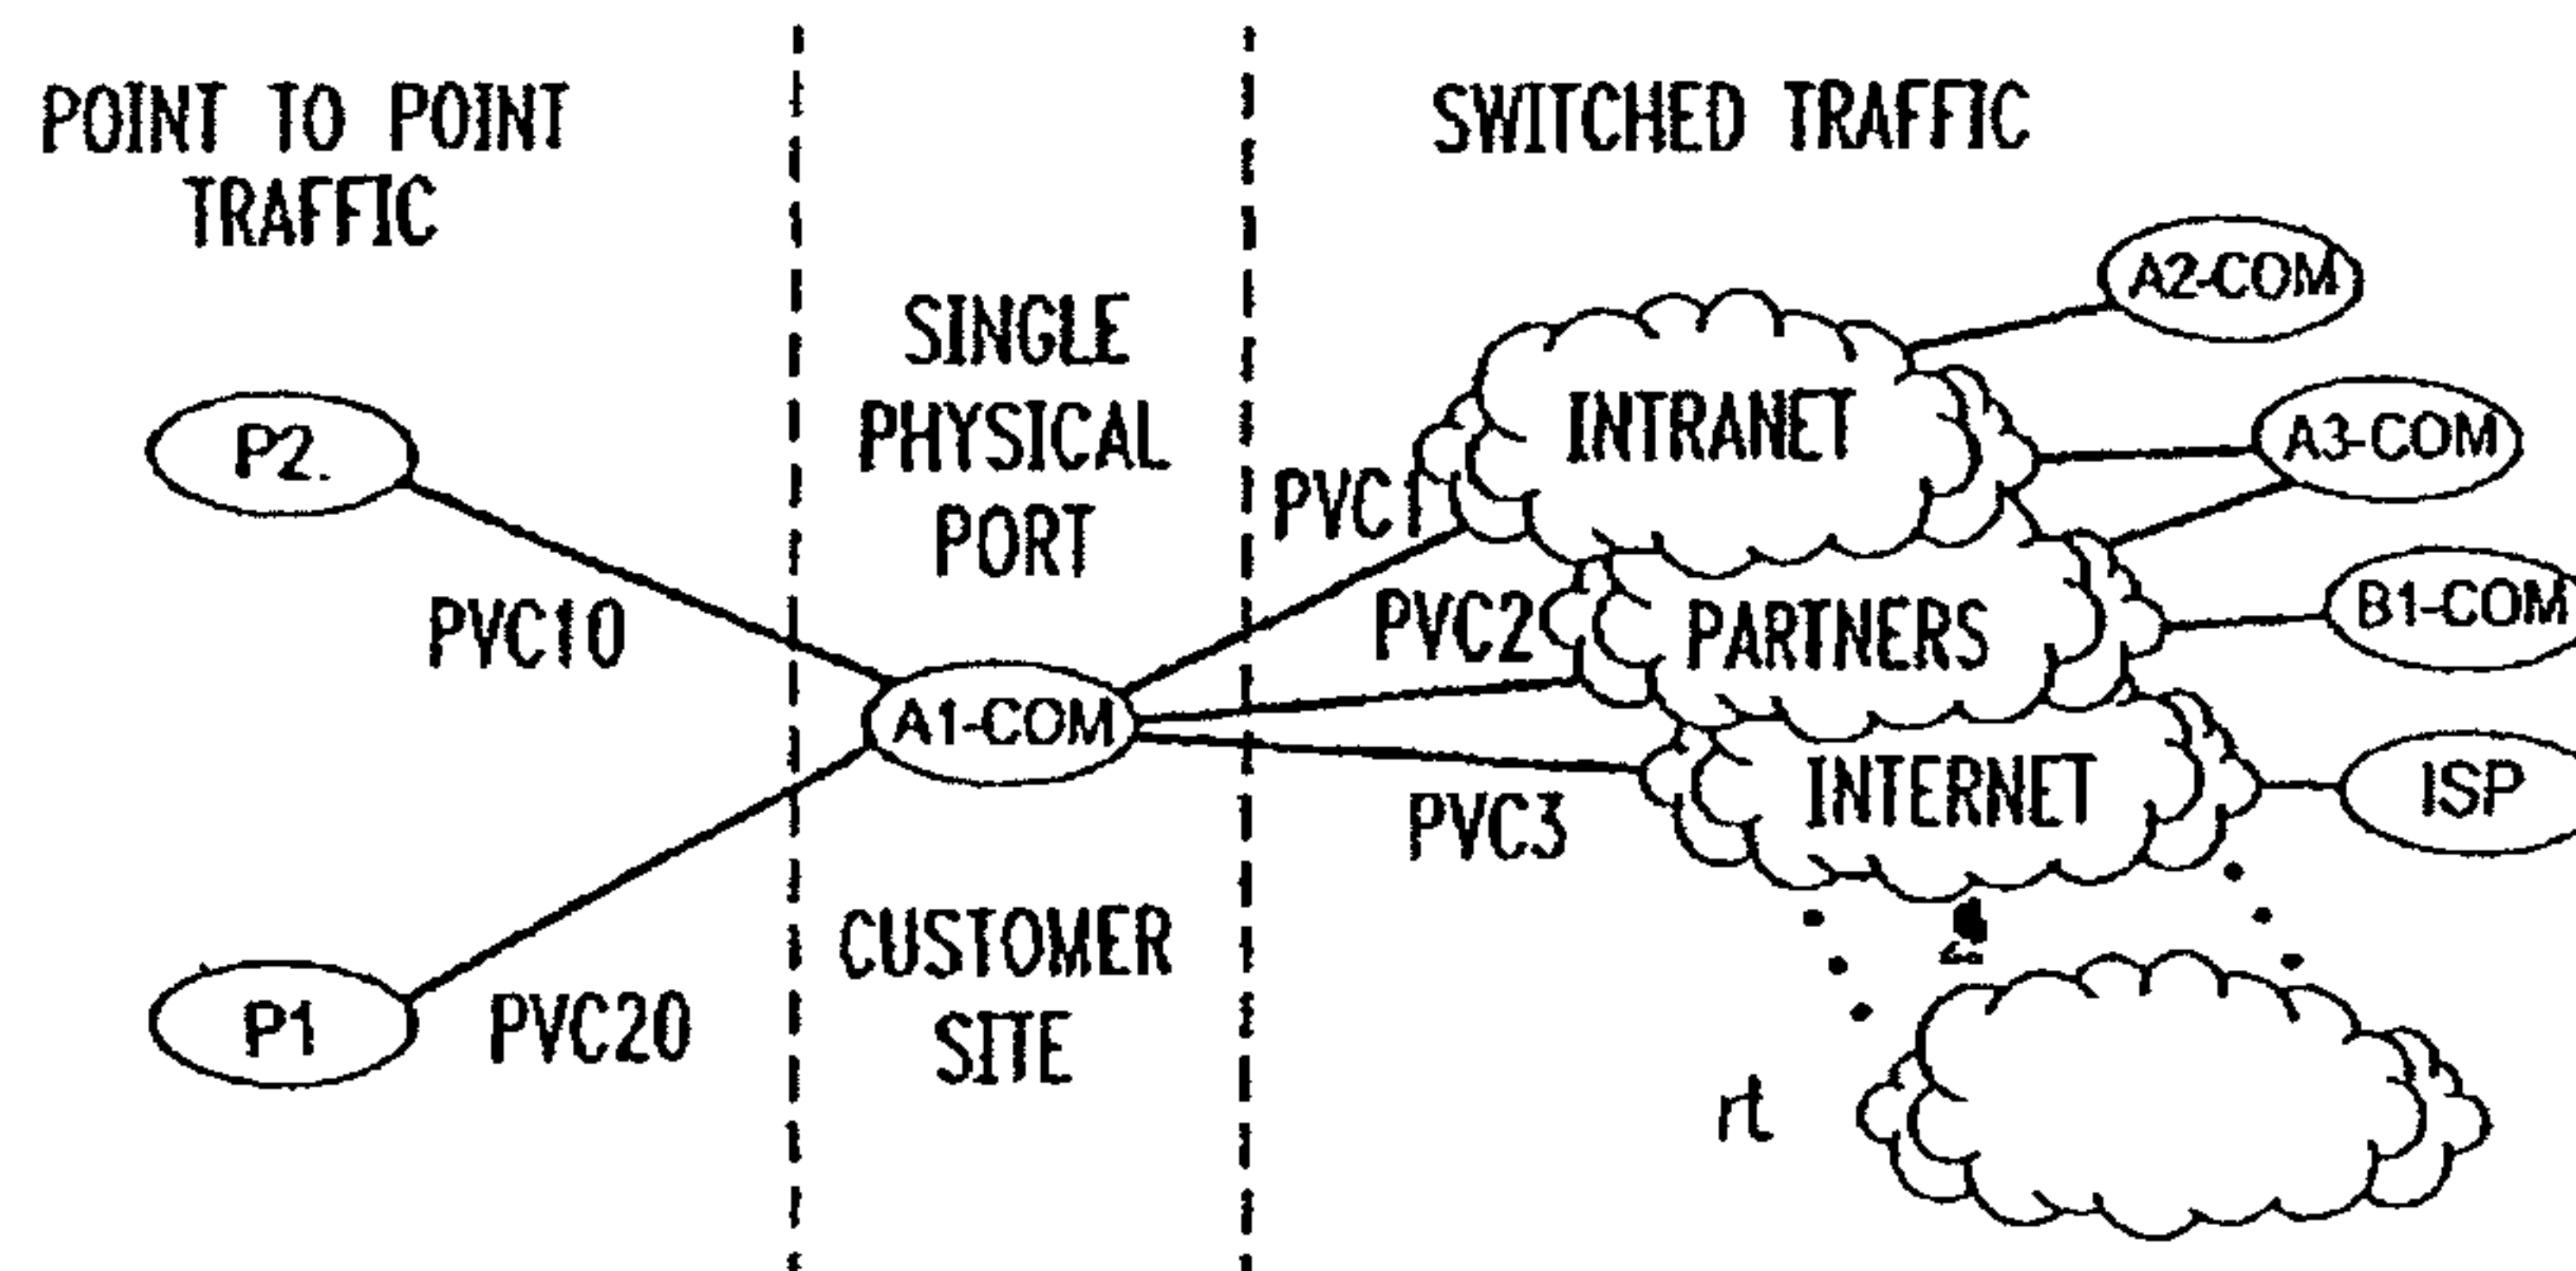 POINT TO POINT
TRAFFIC
SWITCHED TRAFFIC
SINGLE
PHYSICAL
PORT
A2-COM
INTRANET
A3-COM
P2.
PVC1
PVC2
PARTNERS
B1-COM
PVC10
A1-COM
INTERNET
ISP
PVC3
CUSTOMER
SITE
P1
PVC20
rt